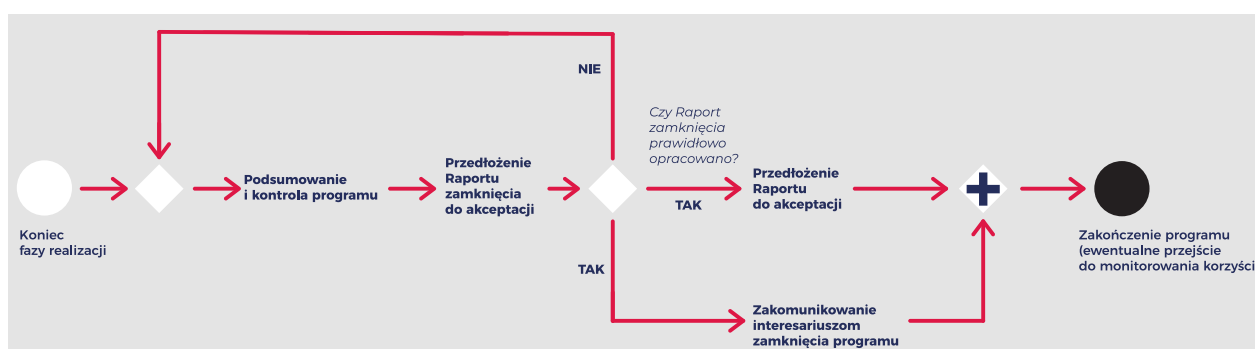 NIE
Czy Raport
zamknięcia
prawidłowo
opracowano?
Koniec
fazy realizacji
Podsumowanie
i kontrola programu
Przedłożenie
Raportu
zamknięcia
do akceptacji
TAK
Przedłożenie
Raportu
do akceptacji
TAK
Zakomunikowanie
interesariuszom
zamknięcia programu
Zakończenie programu
(ewentualne przejście
do monitorowania korzyści